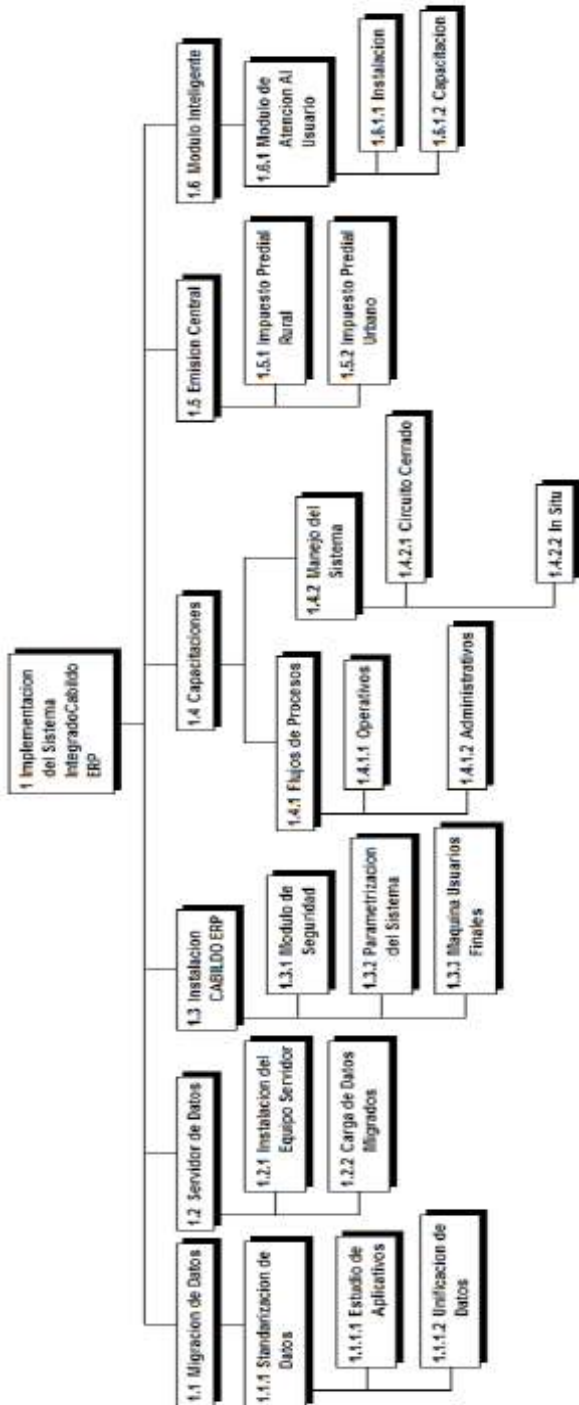 1 Implementacion
del Sistema
IntegradoCabildo
ERP
1.1 Migracion de Datos
1.1.1 Standarizacion de
Datos
1.1.1.1 Estudio de
Aplicativos
1.1.1.2 Unificacion de
Datos
1.2 Servidor de Datos
1.2.1 Instalacion del
Equipo Servidor
1.2.2 Carga de Datos
Migrados
1.3 Instalacion
CABILDO ERP
1.3.1 Modulo de
Seguridad
1.3.2 Parametrizacion
del Sistema
1.3.3 Maquina Usuarios
Finales
1.4 Capacitaciones
1.4.1 Flujos de Procesos
1.4.1.1 Operativos
1.4.1.2 Administrativos
1.4.2 Manejo del
Sistema
1.4.2.1 Circuito Cerrado
1.4.2.2 In Situ
1.5 Emision Central
1.5.1 Impuesto Predial
Rural
1.5.2 Impuesto Predial
Urbano
1.6 Modulo Inteligente
1.6.1 Modulo de
Atencion Al
Usuario
1.6.1.1 Instalacion
1.6.1.2 Capacitacion